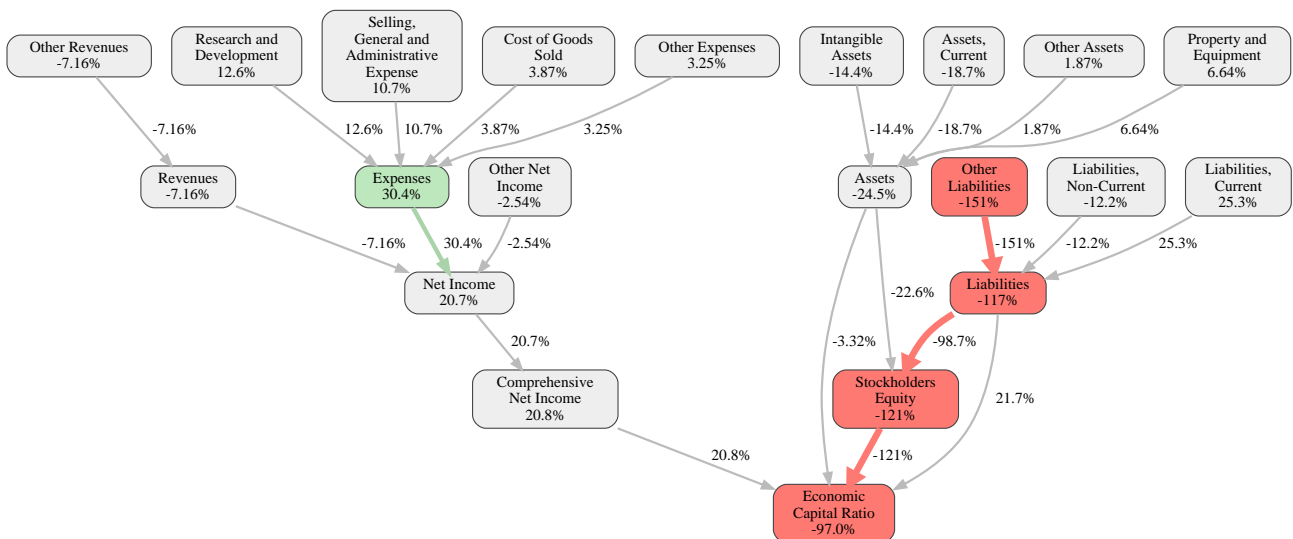 Other Revenues
-7.16%
Research and
Development
12.6%
Selling,
General and
Administrative
Expense
10.7%
Cost of Goods
Sold
3.87%
Other Expenses
3.25%
Intangible
Assets
-14.4%
Assets,
Current
-18.7%
Other Assets
1.87%
Property and
Equipment
6.64%
-7.16%
12.6%
10.7%
3.87%
3.25%
-14.4%
-18.7%
1.87%
6.64%
Revenues
-7.16%
Expenses
30.4%
Other Net
Income
-2.54%
Assets
-24.5%
Other
Liabilities
-151%
Liabilities,
Non-Current
-12.2%
Liabilities,
Current
25.3%
-7.16%
30.4%
-2.54%
-151%
-12.2%
25.3%
Net Income
20.7%
-22.6%
Liabilities
-117%
20.7%
-3.32%
-98.7%
Comprehensive
Net Income
20.8%
Stockholders
Equity
-121%
21.7%
20.8%
-121%
Economic
Capital Ratio
-97.0%